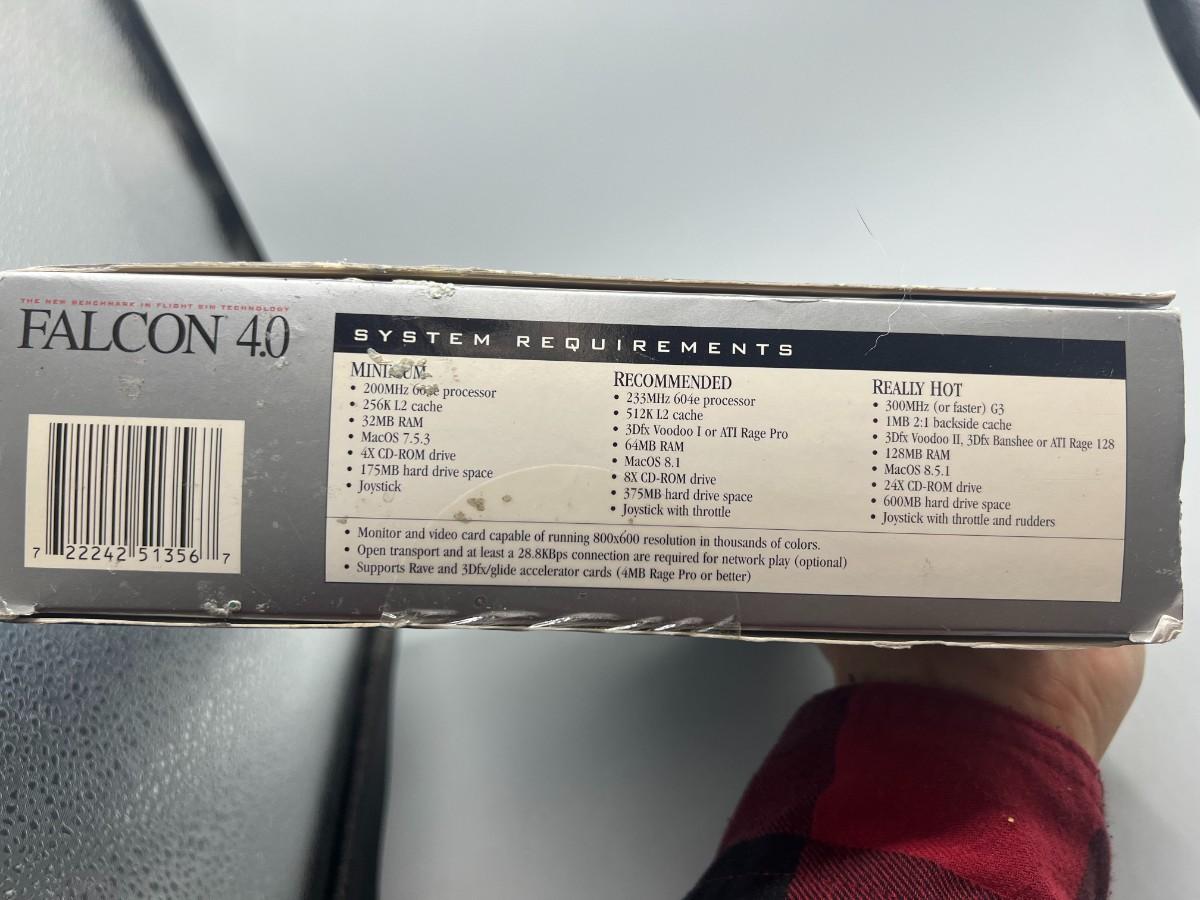 THE NEW BENCHMARK IN FLIGHT SIM TECHNOLOGY
FALCON 4.0
7 22242 51356 7
SYSTEM REQUIREMENTS
MINIMUM
• 200MHz 604e processor
• 256K L2 cache
• 32MB RAM
• MacOS 7.5.3
• 4X CD-ROM drive
• 175MB hard drive space
• Joystick
RECOMMENDED
• 233MHz 604e processor
• 512K L2 cache
• 3Dfx Voodoo I or ATI Rage Pro
• 64MB RAM
• MacOS 8.1
• 8X CD-ROM drive
• 375MB hard drive space
• Joystick with throttle
REALLY HOT
• 300MHz (or faster) G3
• 1MB 2:1 backside cache
• 3Dfx Voodoo II, 3Dfx Banshee or ATI Rage 128
• 128MB RAM
• MacOS 8.5.1
• 24X CD-ROM drive
• 600MB hard drive space
• Joystick with throttle and rudders
• Monitor and video card capable of running 800x600 resolution in thousands of colors.
• Open transport and at least a 28.8KBps connection are required for network play (optional)
• Supports Rave and 3Dfx/glide accelerator cards (4MB Rage Pro or better)